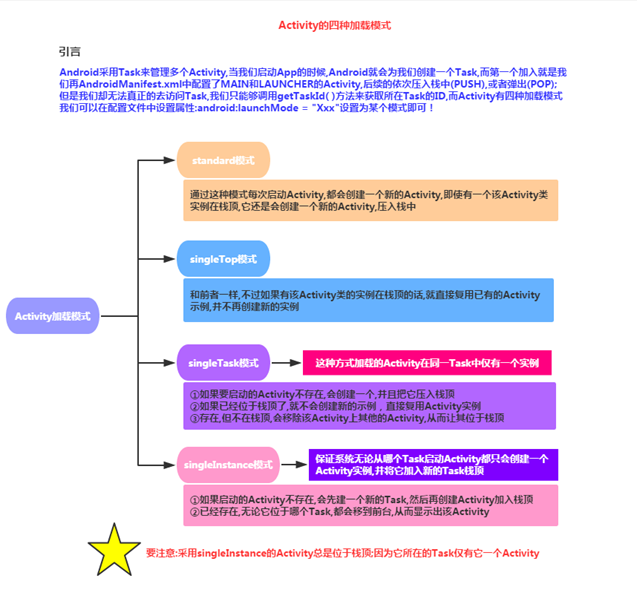 Activity的四种加载模式
引言
Android采用Task来管理多个Activity,当我们启动App的时候,Android就会为我们创建一个Task,而第一个加入就是我
们再AndroidManifest.xml中配置了MAIN和LAUNCHER的Activity,后续的依次压入栈中(PUSH),或者弹出(POP);
但是我们却无法真正的去访问Task,我们只能够调用getTaskId( )方法来获取所在Task的ID,而Activity有四种加载模式
我们可以在配置文件中设置属性:android:launchMode = "Xxx"设置为某个模式即可！
standard模式
通过这种模式每次启动Activity,都会创建一个新的Activity,即使有一个该Activity类
实例在栈顶,它还是会创建一个新的Activity,压入栈中
singleTop模式
和前者一样,不过如果有该Activity类的实例在栈顶的话,就直接复用已有的Activity
示例,并不再创建新的实例
Activity加载模式
singleTask模式
这种方式加载的Activity在同一Task中仅有一个实例
①如果要启动的Activity不存在,会创建一个,并且把它压入栈顶
②如果已经位于栈顶了,就不会创建新的示例，直接复用Activity实例
③存在,但不在栈顶,会移除该Activity上其他的Activity,从而让其位于栈顶
singleInstance模式
保证系统无论从哪个Task启动Activity都只会创建一个
Activity实例,并将它加入新的Task栈顶
①如果启动的Activity不存在,会先建一个新的Task,然后再创建Activity加入栈顶
②已经存在,无论它位于哪个Task,都会移到前台,从而显示出该Activity
要注意:采用singleInstance的Activity总是位于栈顶;因为它所在的Task仅有它一个Activity